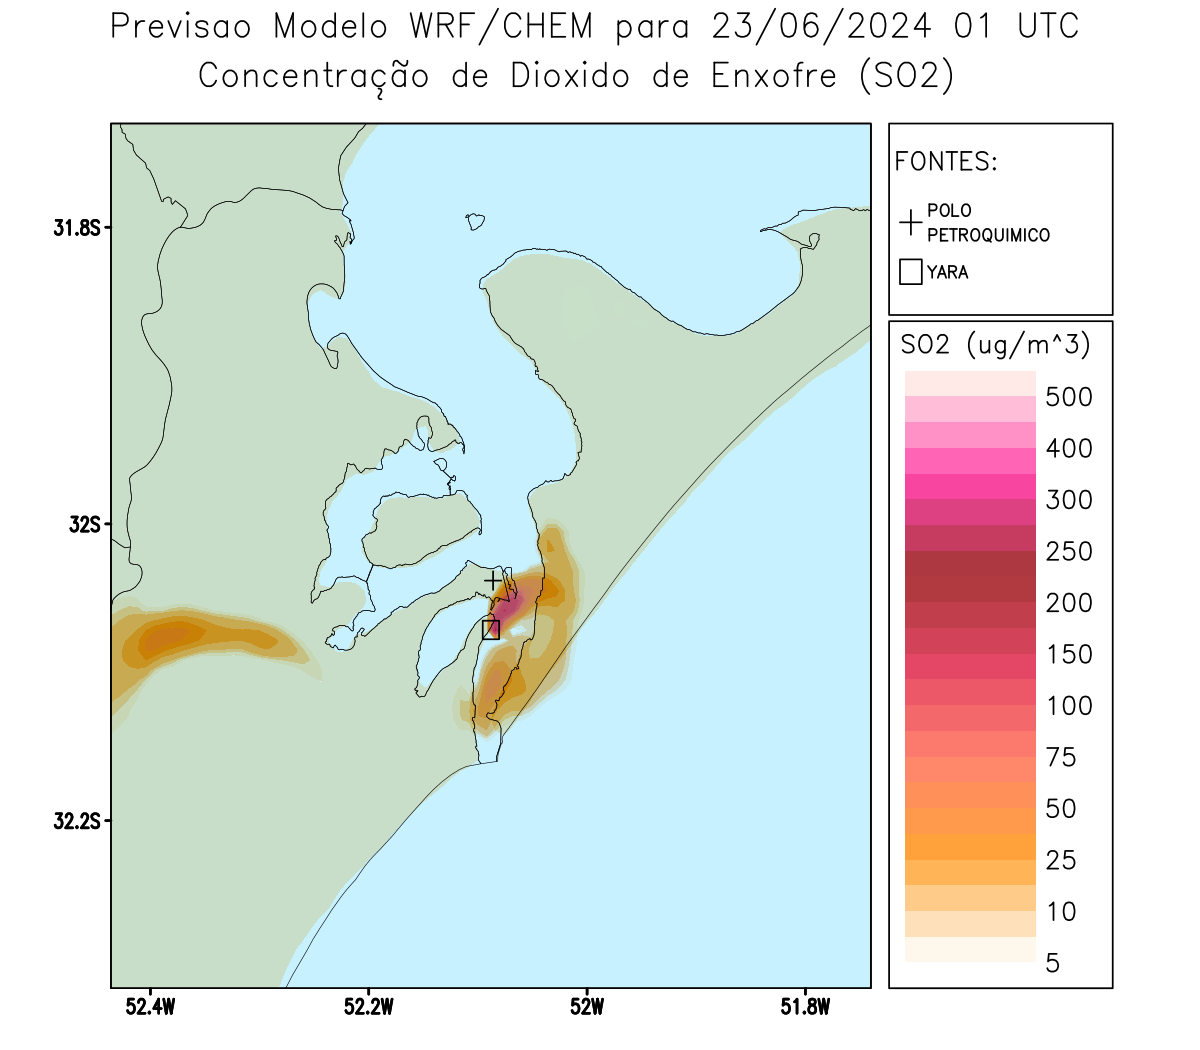 Previsao Modelo WRF/CHEM para 23/06/2024 01 UTC
Concentração de Dioxido de Enxofre (SO2)
FONTES:
POLO
PETROQUIMICO
YARA
31.8S
32S
32.2S
52.4W
52.2W
52W
51.8W
SO2 (ug/m^3)
500
400
300
250
200
150
100
75
50
25
10
5